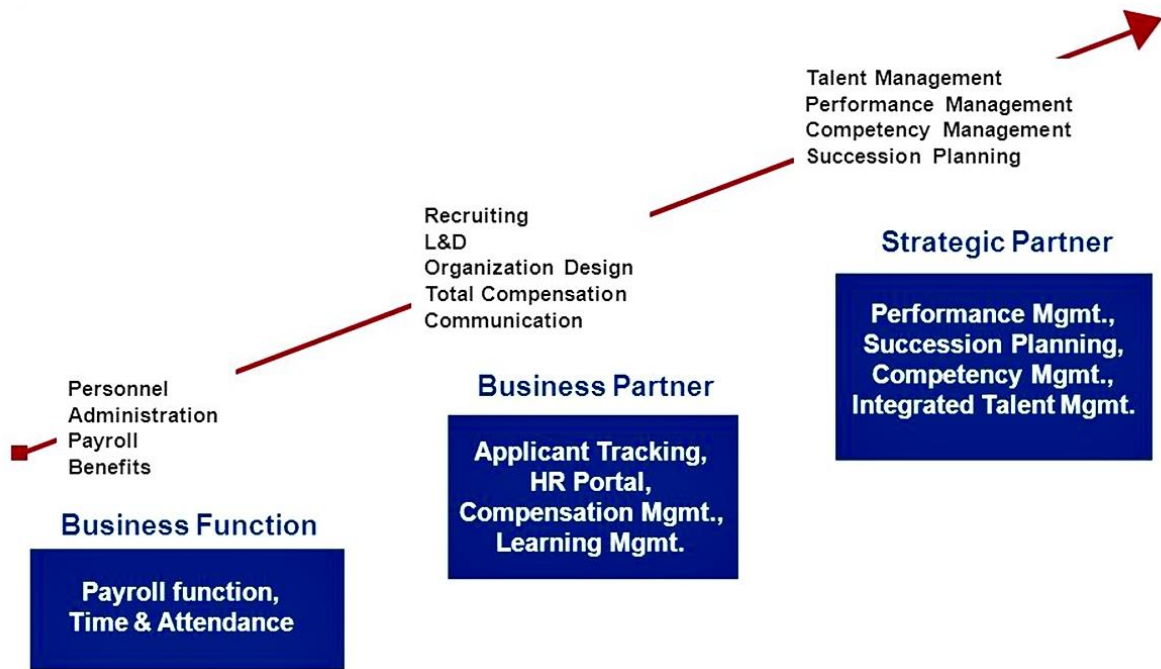 Personnel
Administration
Payroll
Benefits
Business Function
Payroll function,
Time & Attendance
Recruiting
L&D
Organization Design
Total Compensation
Communication
Business Partner
Applicant Tracking,
HR Portal,
Compensation Mgmt.,
Learning Mgmt.
Talent Management
Performance Management
Competency Management
Succession Planning
Strategic Partner
Performance Mgmt.,
Succession Planning,
Competency Mgmt.,
Integrated Talent Mgmt.